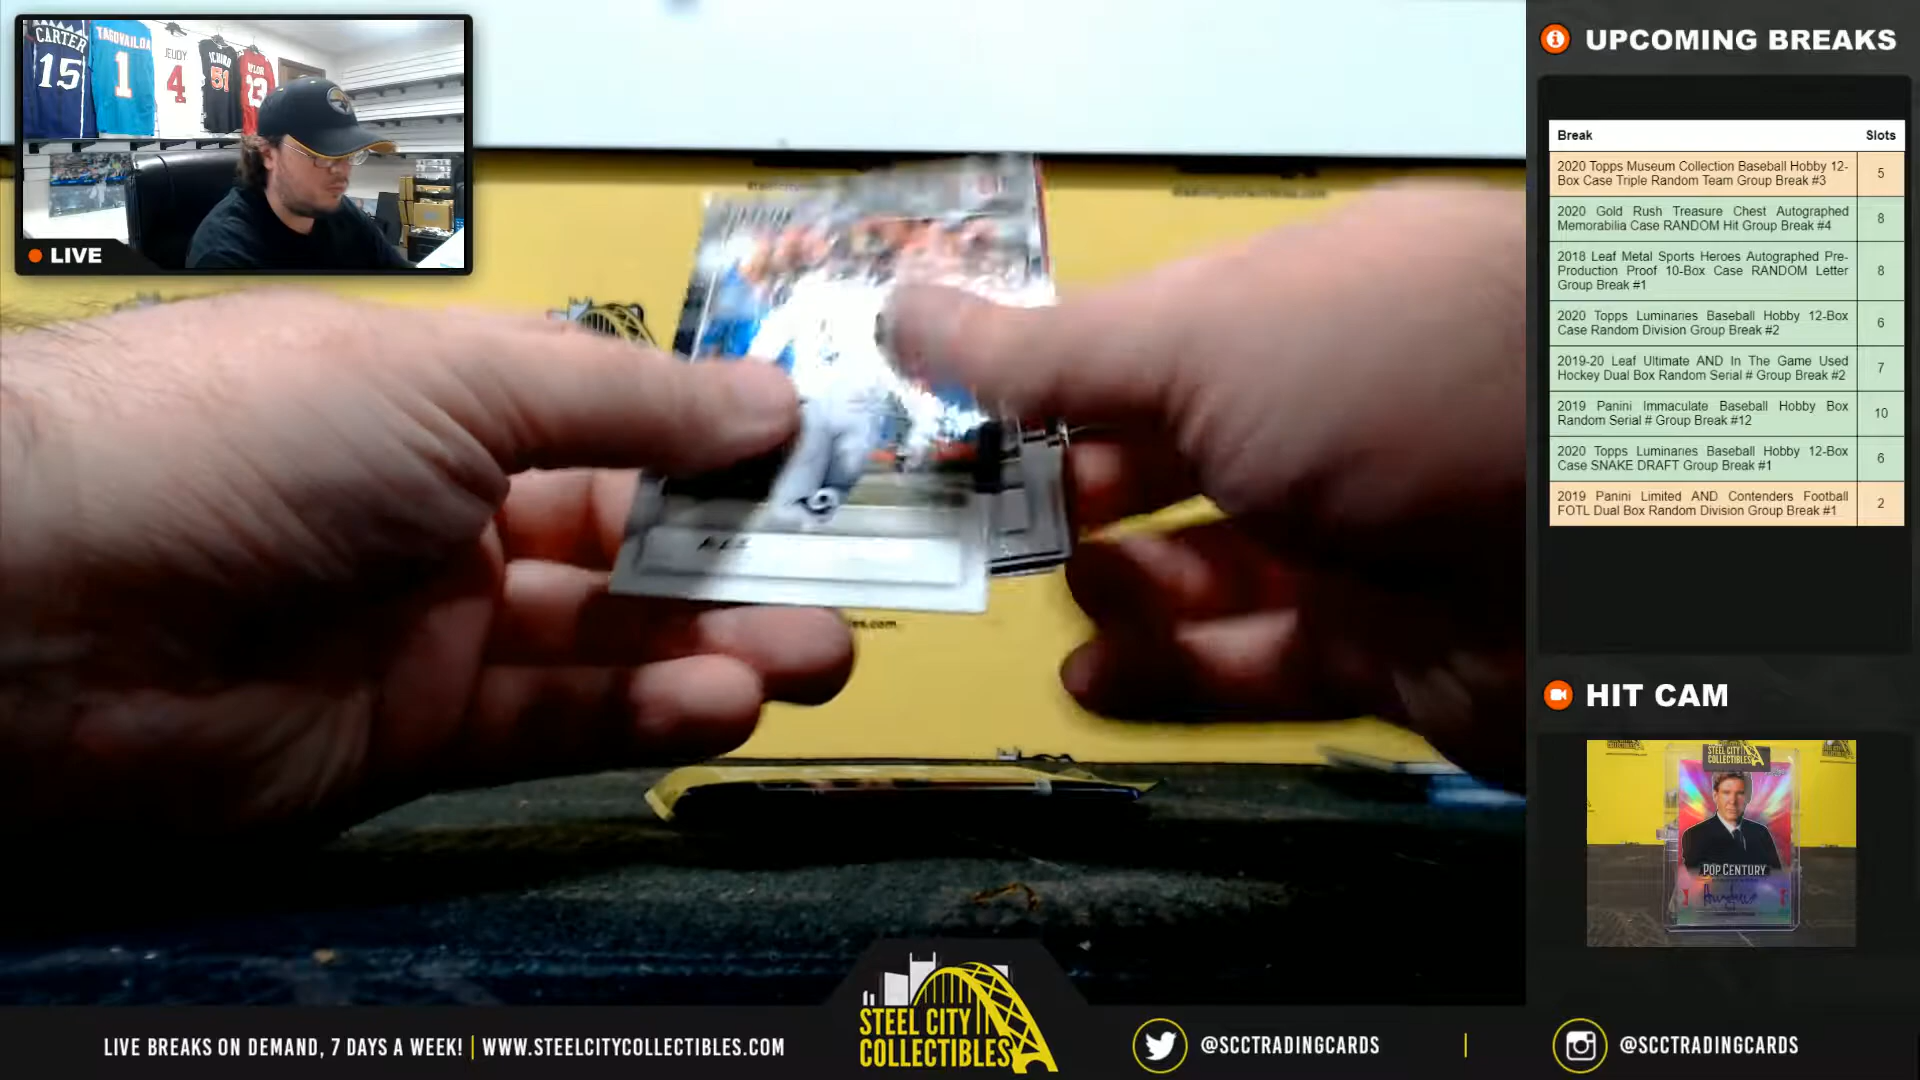 CARTER
15
TAGOVAILOA
1
JEUDY
4
ICHIRO
51
23
LIVE
UPCOMING BREAKS
Break Slots
2020 Topps Museum Collection Baseball Hobby 12-
Box Case Triple Random Team Group Break #3
5
2020 Gold Rush Treasure Chest Autographed
Memorabilia Case RANDOM Hit Group Break #4
8
2018 Leaf Metal Sports Heroes Autographed Pre-
Production Proof 10-Box Case RANDOM Letter
Group Break #1
8
2020 Topps Luminaries Baseball Hobby 12-Box
Case Random Division Group Break #2
6
2019-20 Leaf Ultimate AND In The Game Used
Hockey Dual Box Random Serial # Group Break #2
7
2019 Panini Immaculate Baseball Hobby Box
Random Serial # Group Break #12
10
2020 Topps Luminaries Baseball Hobby 12-Box
Case SNAKE DRAFT Group Break #1
6
2019 Panini Limited AND Contenders Football
FOTL Dual Box Random Division Group Break #1
2
HIT CAM
STEEL CITY
COLLECTIBLES
POP CENTURY
LIVE BREAKS ON DEMAND, 7 DAYS A WEEK! | WWW.STEELCITYCOLLECTIBLES.COM
STEEL CITY
COLLECTIBLES
@SCCTRADINGCARDS
@SCCTRADINGCARDS